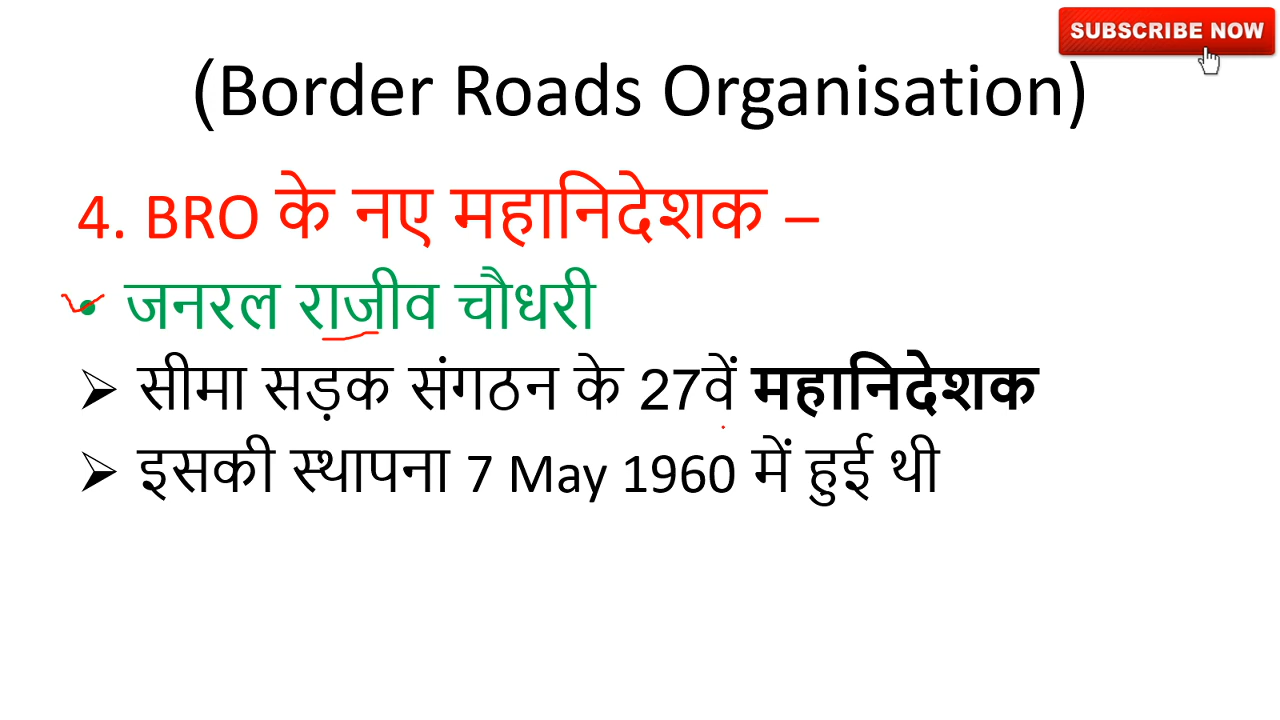 SUBSCRIBE NOW
(Border Roads Organisation)
4. BRO के नए महानिदेशक –
• जनरल राजीव चौधरी
➢ सीमा सड़क संगठन के 27वें महानिदेशक
➢ इसकी स्थापना 7 May 1960 में हुई थी